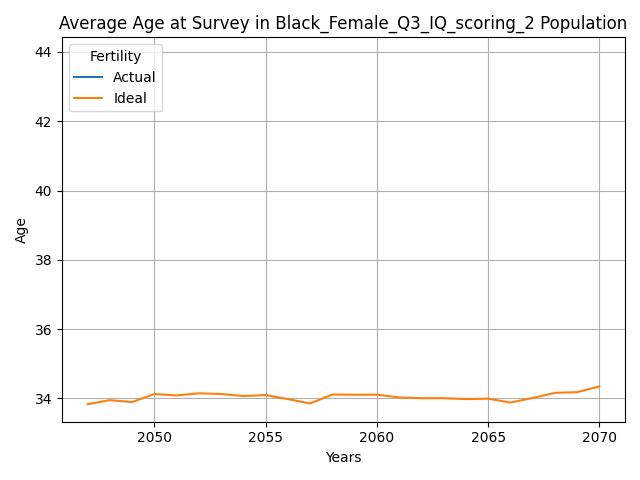 Average Age at Survey in Black_Female_Q3_IQ_scoring_2 Population
Fertility
Actual
Ideal
Age
44
42
40
38
36
34
2050
2055
2060
2065
2070
Years